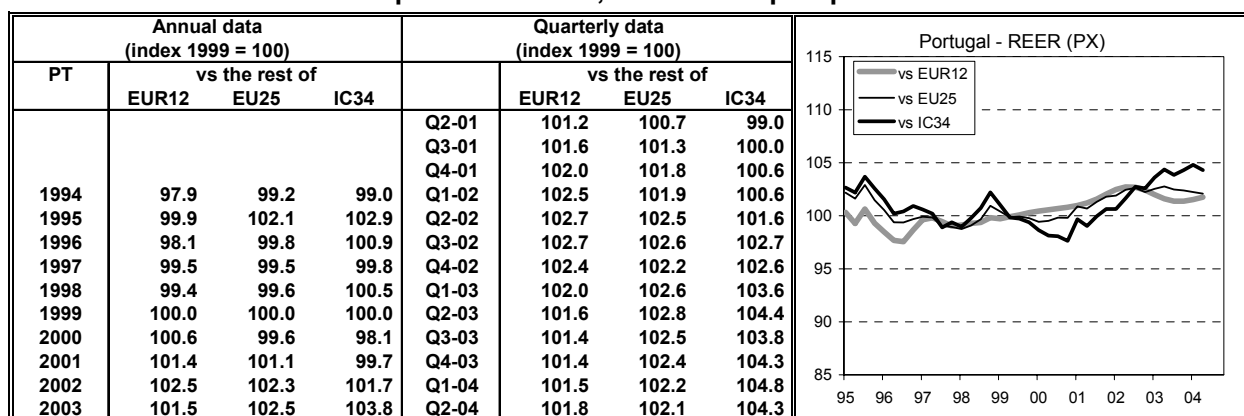 Annual data Quarterly data
(index 1999 = 100) (index 1999 = 100)
PT vs the rest of vs the rest of
EUR12 EU25 IC34 EUR12 EU25 IC34
Q2-01 101.2 100.7 99.0
Q3-01 101.6 101.3 100.0
Q4-01 102.0 101.8 100.6
1994 97.9 99.2 99.0 Q1-02 102.5 101.9 100.6
1995 99.9 102.1 102.9 Q2-02 102.7 102.5 101.6
1996 98.1 99.8 100.9 Q3-02 102.7 102.6 102.7
1997 99.5 99.5 99.8 Q4-02 102.4 102.2 102.6
1998 99.4 99.6 100.5 Q1-03 102.0 102.6 103.6
1999 100.0 100.0 100.0 Q2-03 101.6 102.8 104.4
2000 100.6 99.6 98.1 Q3-03 101.4 102.5 103.8
2001 101.4 101.1 99.7 Q4-03 101.4 102.4 104.3
2002 102.5 102.3 101.7 Q1-04 101.5 102.2 104.8
2003 101.5 102.5 103.8 Q2-04 101.8 102.1 104.3
Portugal - REER (PX)
vs EUR12
vs EU25
vs IC34
115
110
105
100
95
90
85
95 96 97 98 99 00 01 02 03 04